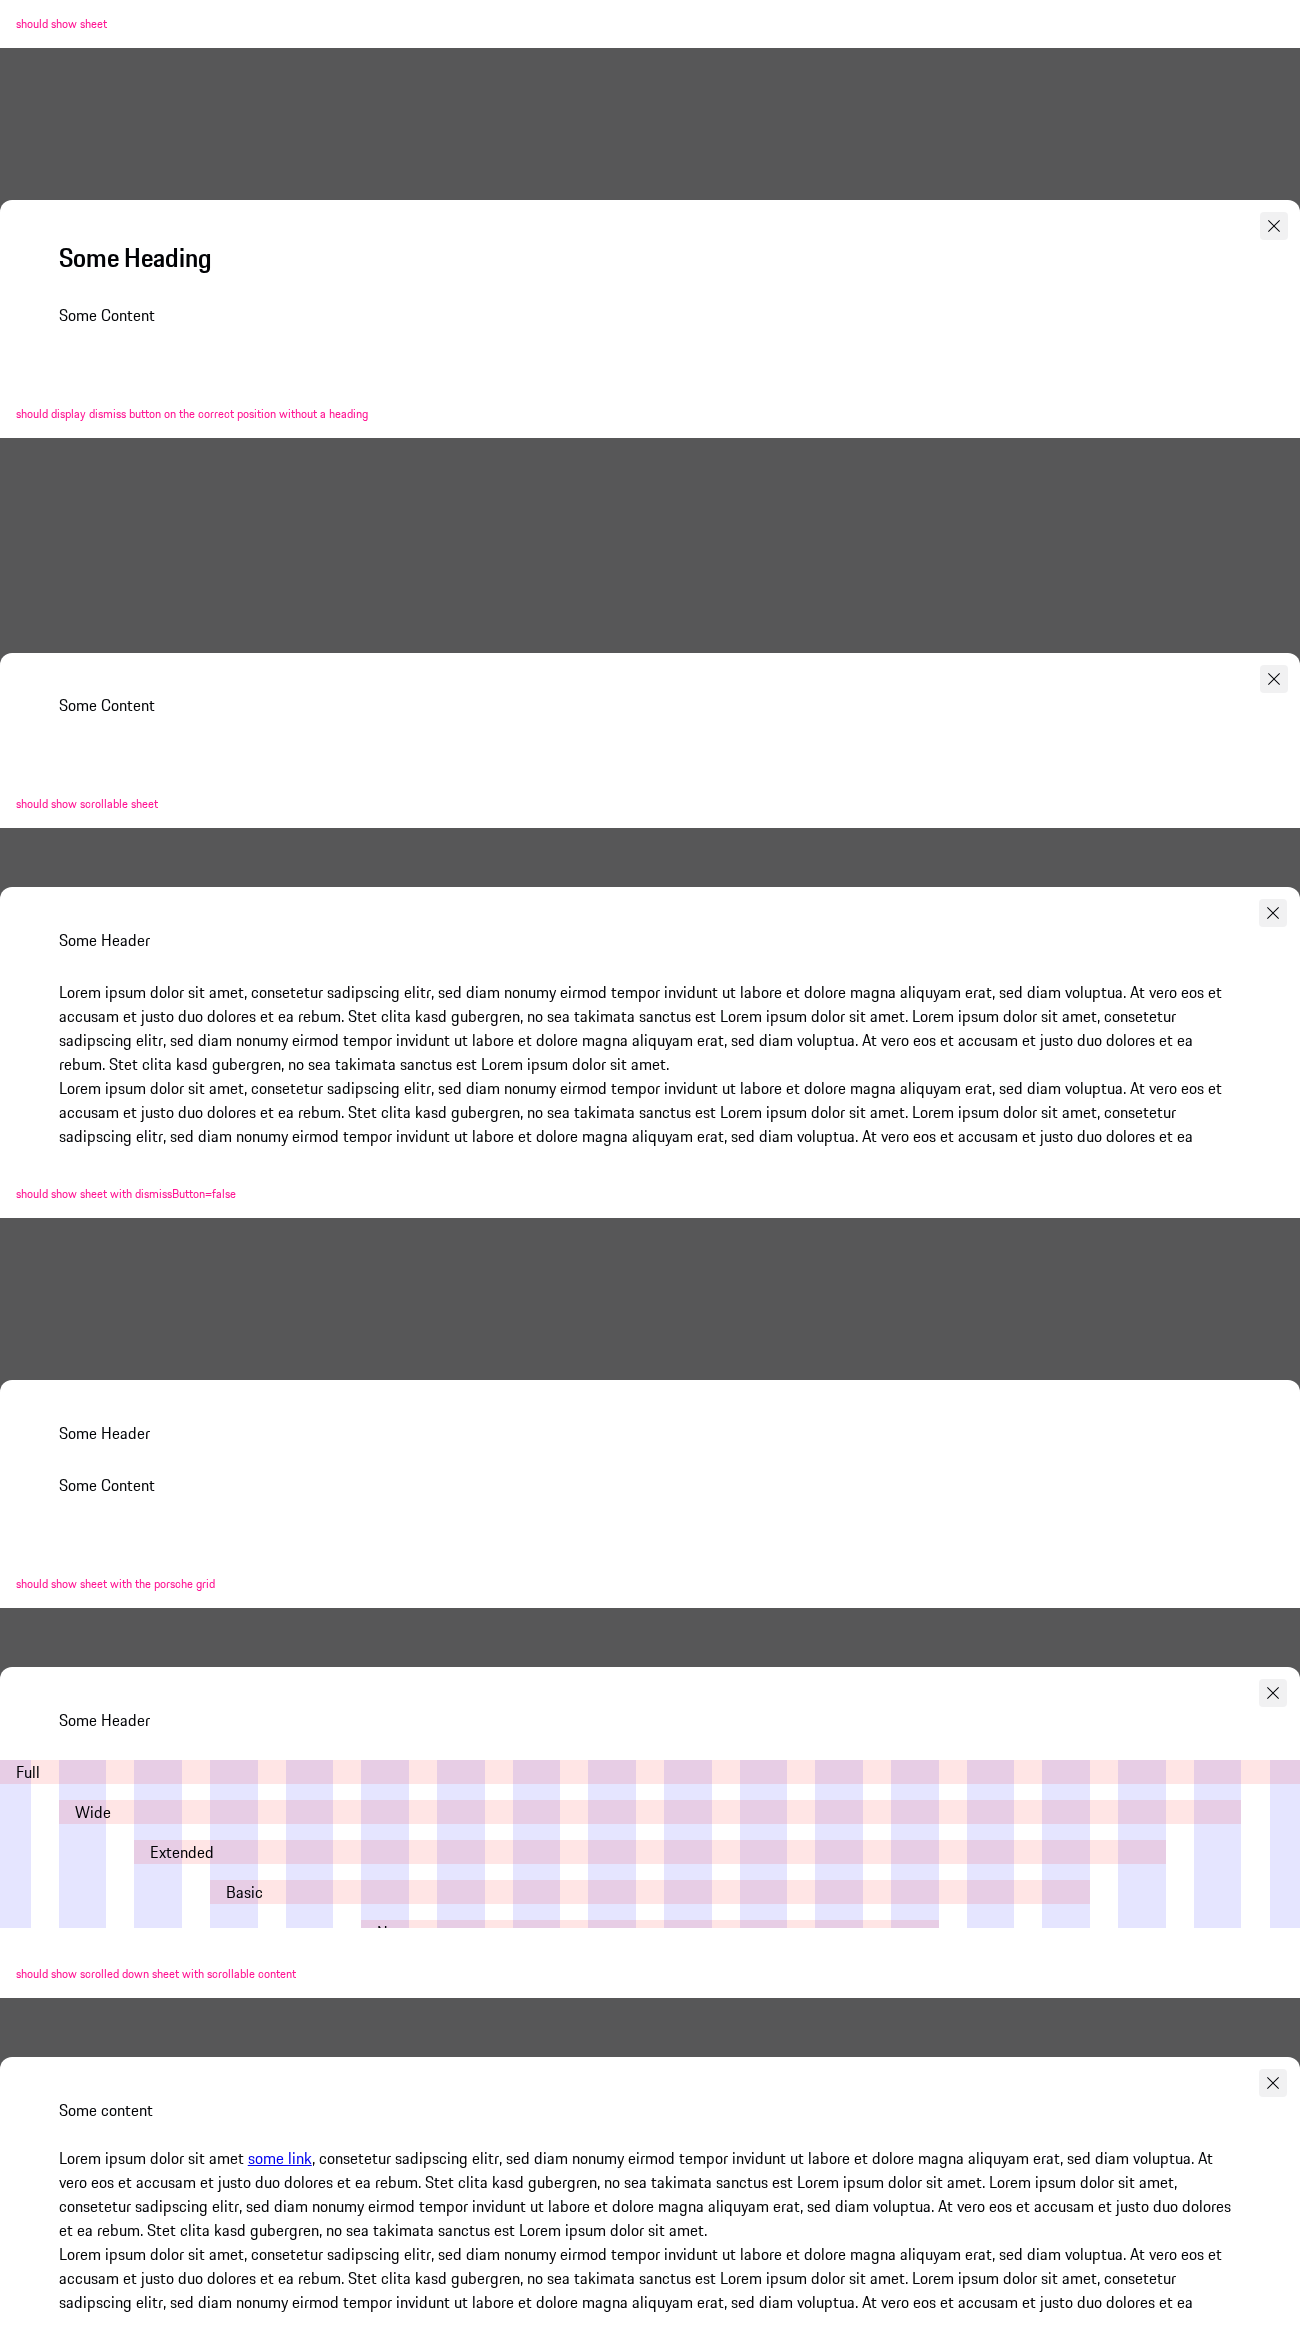 should show sheet
Some Heading
Some Content
should display dismiss button on the correct position without a heading
Some Content
should show scrollable sheet
Some Header
Lorem ipsum dolor sit amet, consetetur sadipscing elitr, sed diam nonumy eirmod tempor invidunt ut labore et dolore magna aliquyam erat, sed diam voluptua. At vero eos et
accusam et justo duo dolores et ea rebum. Stet clita kasd gubergren, no sea takimata sanctus est Lorem ipsum dolor sit amet. Lorem ipsum dolor sit amet, consetetur
sadipscing elitr, sed diam nonumy eirmod tempor invidunt ut labore et dolore magna aliquyam erat, sed diam voluptua. At vero eos et accusam et justo duo dolores et ea
rebum. Stet clita kasd gubergren, no sea takimata sanctus est Lorem ipsum dolor sit amet.
Lorem ipsum dolor sit amet, consetetur sadipscing elitr, sed diam nonumy eirmod tempor invidunt ut labore et dolore magna aliquyam erat, sed diam voluptua. At vero eos et
accusam et justo duo dolores et ea rebum. Stet clita kasd gubergren, no sea takimata sanctus est Lorem ipsum dolor sit amet. Lorem ipsum dolor sit amet, consetetur
sadipscing elitr, sed diam nonumy eirmod tempor invidunt ut labore et dolore magna aliquyam erat, sed diam voluptua. At vero eos et accusam et justo duo dolores et ea
should show sheet with dismissButton=false
Some Header
Some Content
should show sheet with the porsche grid
Some Header
Full
Wide
Extended
Basic
should show scrolled down sheet with scrollable content
Some content
Lorem ipsum dolor sit amet some link, consetetur sadipscing elitr, sed diam nonumy eirmod tempor invidunt ut labore et dolore magna aliquyam erat, sed diam voluptua. At
vero eos et accusam et justo duo dolores et ea rebum. Stet clita kasd gubergren, no sea takimata sanctus est Lorem ipsum dolor sit amet. Lorem ipsum dolor sit amet,
consetetur sadipscing elitr, sed diam nonumy eirmod tempor invidunt ut labore et dolore magna aliquyam erat, sed diam voluptua. At vero eos et accusam et justo duo dolores
et ea rebum. Stet clita kasd gubergren, no sea takimata sanctus est Lorem ipsum dolor sit amet.
Lorem ipsum dolor sit amet, consetetur sadipscing elitr, sed diam nonumy eirmod tempor invidunt ut labore et dolore magna aliquyam erat, sed diam voluptua. At vero eos et
accusam et justo duo dolores et ea rebum. Stet clita kasd gubergren, no sea takimata sanctus est Lorem ipsum dolor sit amet. Lorem ipsum dolor sit amet, consetetur
sadipscing elitr, sed diam nonumy eirmod tempor invidunt ut labore et dolore magna aliquyam erat, sed diam voluptua. At vero eos et accusam et justo duo dolores et ea